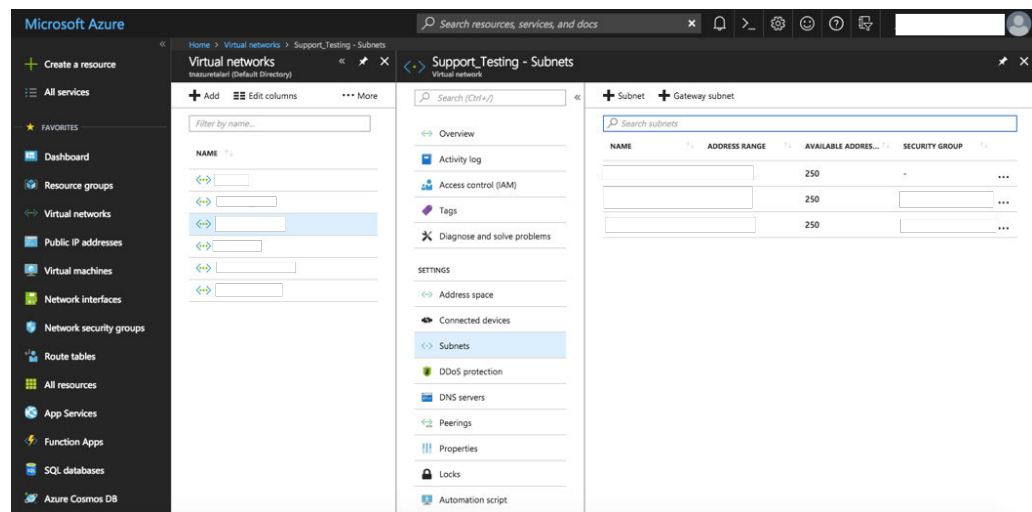 Microsoft Azure
Search resources, services, and docs
Create a resource
All services
FAVORITES
Dashboard
Resource groups
Virtual networks
Public IP addresses
Virtual machines
Network interfaces
Network security groups
Route tables
All resources
App Services
Function Apps
SQL databases
Azure Cosmos DB
Home > Virtual networks > Support_Testing - Subnets
Virtual networks
tnazuretalari (Default Directory)
Add Edit columns More
Filter by name...
NAME
Support_Testing - Subnets
Virtual network
Search (Ctrl+/)
Overview
Activity log
Access control (IAM)
Tags
Diagnose and solve problems
SETTINGS
Address space
Connected devices
Subnets
DDoS protection
DNS servers
Peerings
Properties
Locks
Automation script
Subnet Gateway subnet
Search subnets
NAME ADDRESS RANGE AVAILABLE ADDRES... SECURITY GROUP
250 -
250
250